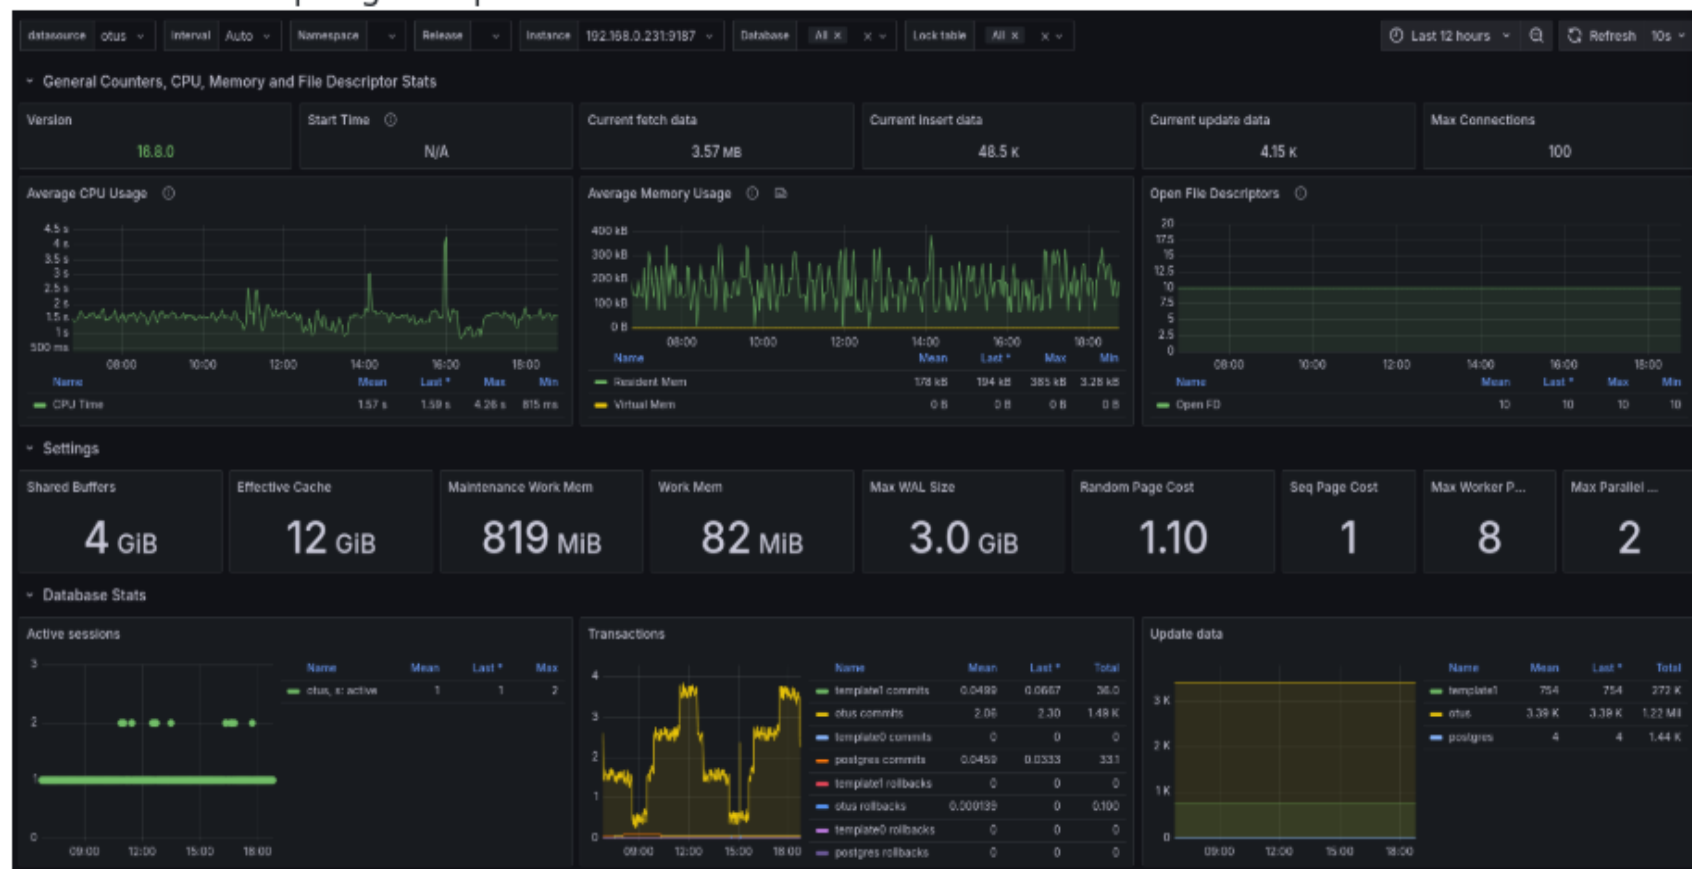 datasource otus Interval Auto Namespace Release Instance 192.168.0.231:9187 Database All × × Lock table All × × Last 12 hours Refresh 10s
General Counters, CPU, Memory and File Descriptor Stats
Version Start Time Current fetch data Current insert data Current update data Max Connections
16.8.0 N/A 3.57 MB 48.5 K 4.15 K 100
Average CPU Usage
4.5 s
4 s
3.5 s
3 s
2.5 s
2 s
1.5 s
1 s
500 ms
08:00 10:00 12:00 14:00 16:00 18:00
Name Mean Last * Max Min
CPU Time 1.57 s 1.59 s 4.26 s 815 ms
Average Memory Usage
400 kB
300 kB
200 kB
100 kB
0 B
08:00 10:00 12:00 14:00 16:00 18:00
Name Mean Last * Max Min
Resident Mem 178 kB 194 kB 385 kB 3.28 kB
Virtual Mem 0 B 0 B 0 B 0 B
Open File Descriptors
20
17.5
15
12.5
10
7.5
5
2.5
0
08:00 10:00 12:00 14:00 16:00 18:00
Name Mean Last * Max Min
Open FD 10 10 10 10
Settings
Shared Buffers Effective Cache Maintenance Work Mem Work Mem Max WAL Size Random Page Cost Seq Page Cost Max Worker P... Max Parallel ...
4 GiB 12 GiB 819 MiB 82 MiB 3.0 GiB 1.10 1 8 2
Database Stats
Active sessions
3
2
1
0
09:00 12:00 15:00 18:00
Name Mean Last * Max
otus, s: active 1 1 2
Transactions
4
3
2
1
0
09:00 12:00 15:00 18:00
Name Mean Last * Total
template1 commits 0.0499 0.0667 36.0
otus commits 2.06 2.30 1.49 K
template0 commits 0 0 0
postgres commits 0.0459 0.0333 33.1
template1 rollbacks 0 0 0
otus rollbacks 0.000139 0 0.100
template0 rollbacks 0 0 0
postgres rollbacks 0 0 0
Update data
3 K
2 K
1 K
0
09:00 12:00 15:00 18:00
Name Mean Last * Total
template1 754 754 272 K
otus 3.39 K 3.39 K 1.22 Mil
postgres 4 4 1.44 K